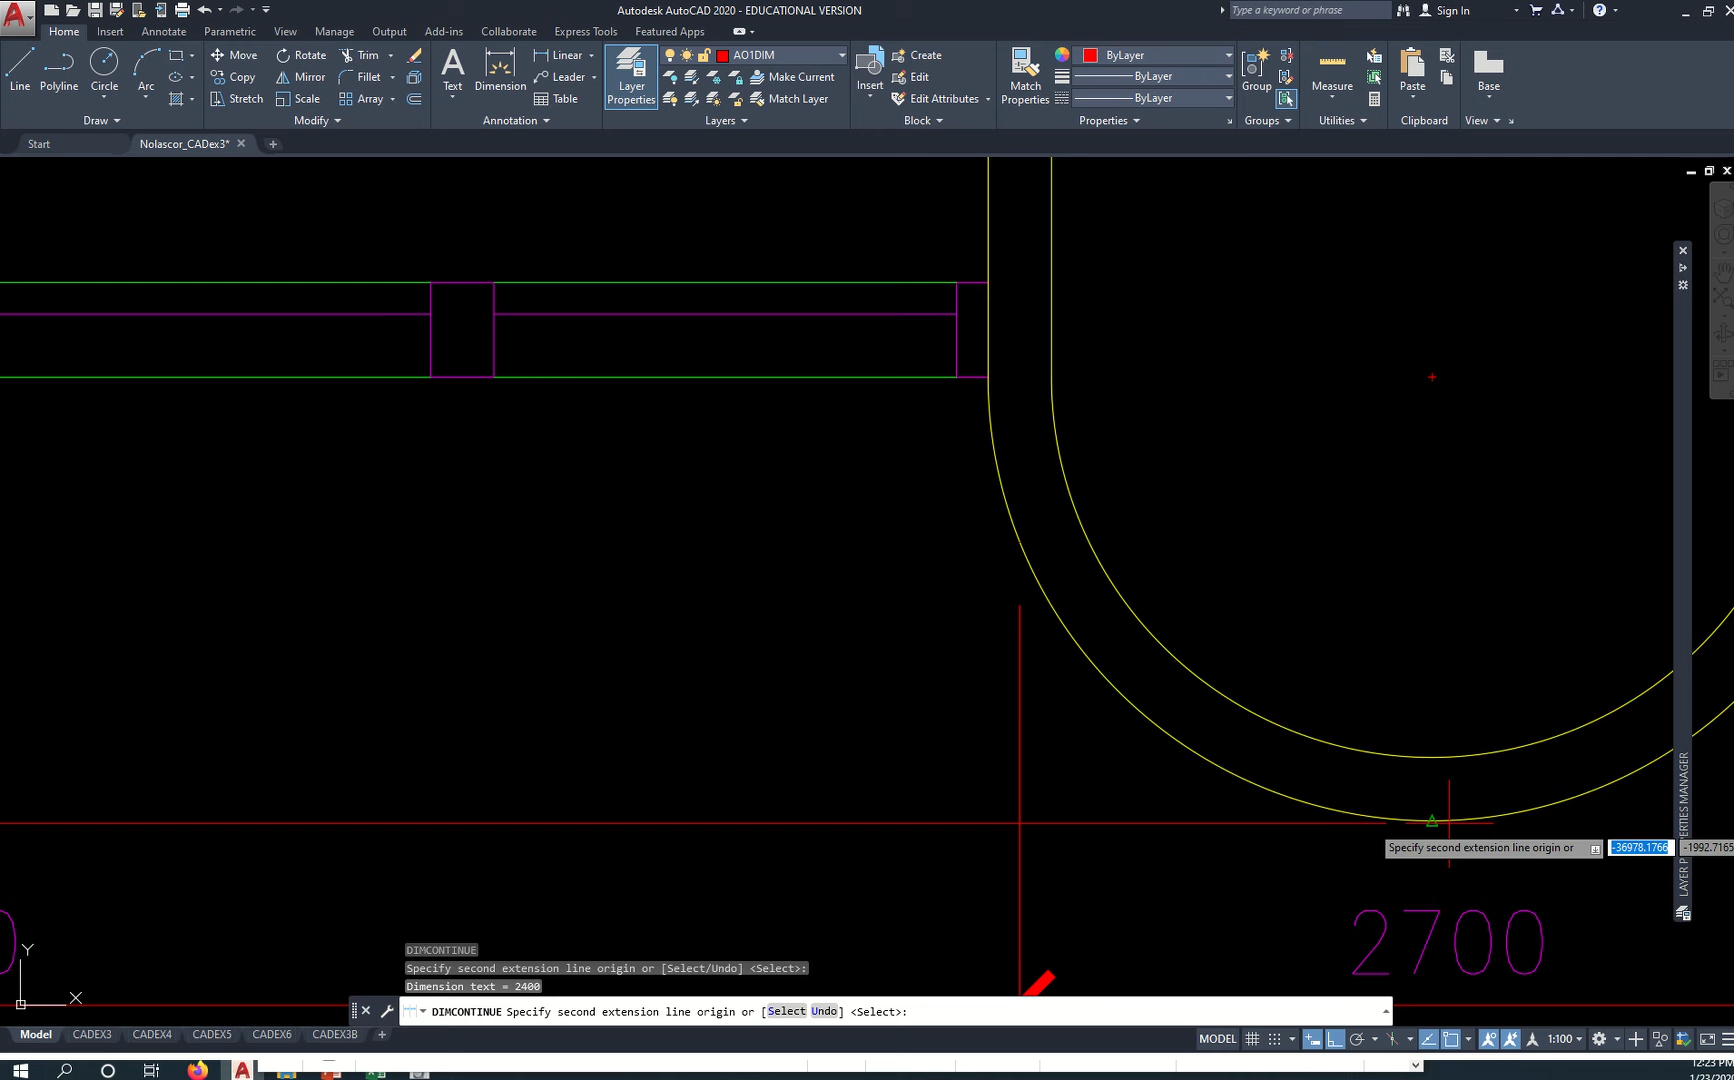 Autodesk AutoCAD 2020 - EDUCATIONAL VERSION
Type a keyword or phrase
Sign In
Home Insert Annotate Parametric View Manage Output Add-ins Collaborate Express Tools Featured Apps
Line Polyline Circle Arc
Draw
Move Rotate Trim
Copy Mirror Fillet
Stretch Scale Array
Modify
Text Dimension
Linear
Leader
Table
Annotation
Layer
Properties
AO1DIM
Make Current
Match Layer
Layers
Insert
Create
Edit
Edit Attributes
Block
Match
Properties
ByLayer
ByLayer
ByLayer
Properties
Group
Groups
Measure
Utilities
Paste
Clipboard
Base
View
Start Nolascor_CADex3*
Specify second extension line origin or -36978.1766 -1992.7165
2700
DIMCONTINUE
Specify second extension line origin or [Select/Undo] <Select>:
Dimension text = 2400
DIMCONTINUE Specify second extension line origin or [Select Undo] <Select>:
Y
X
Model CADEX3 CADEX4 CADEX5 CADEX6 CADEX3B
MODEL 1:100
12:23 PM